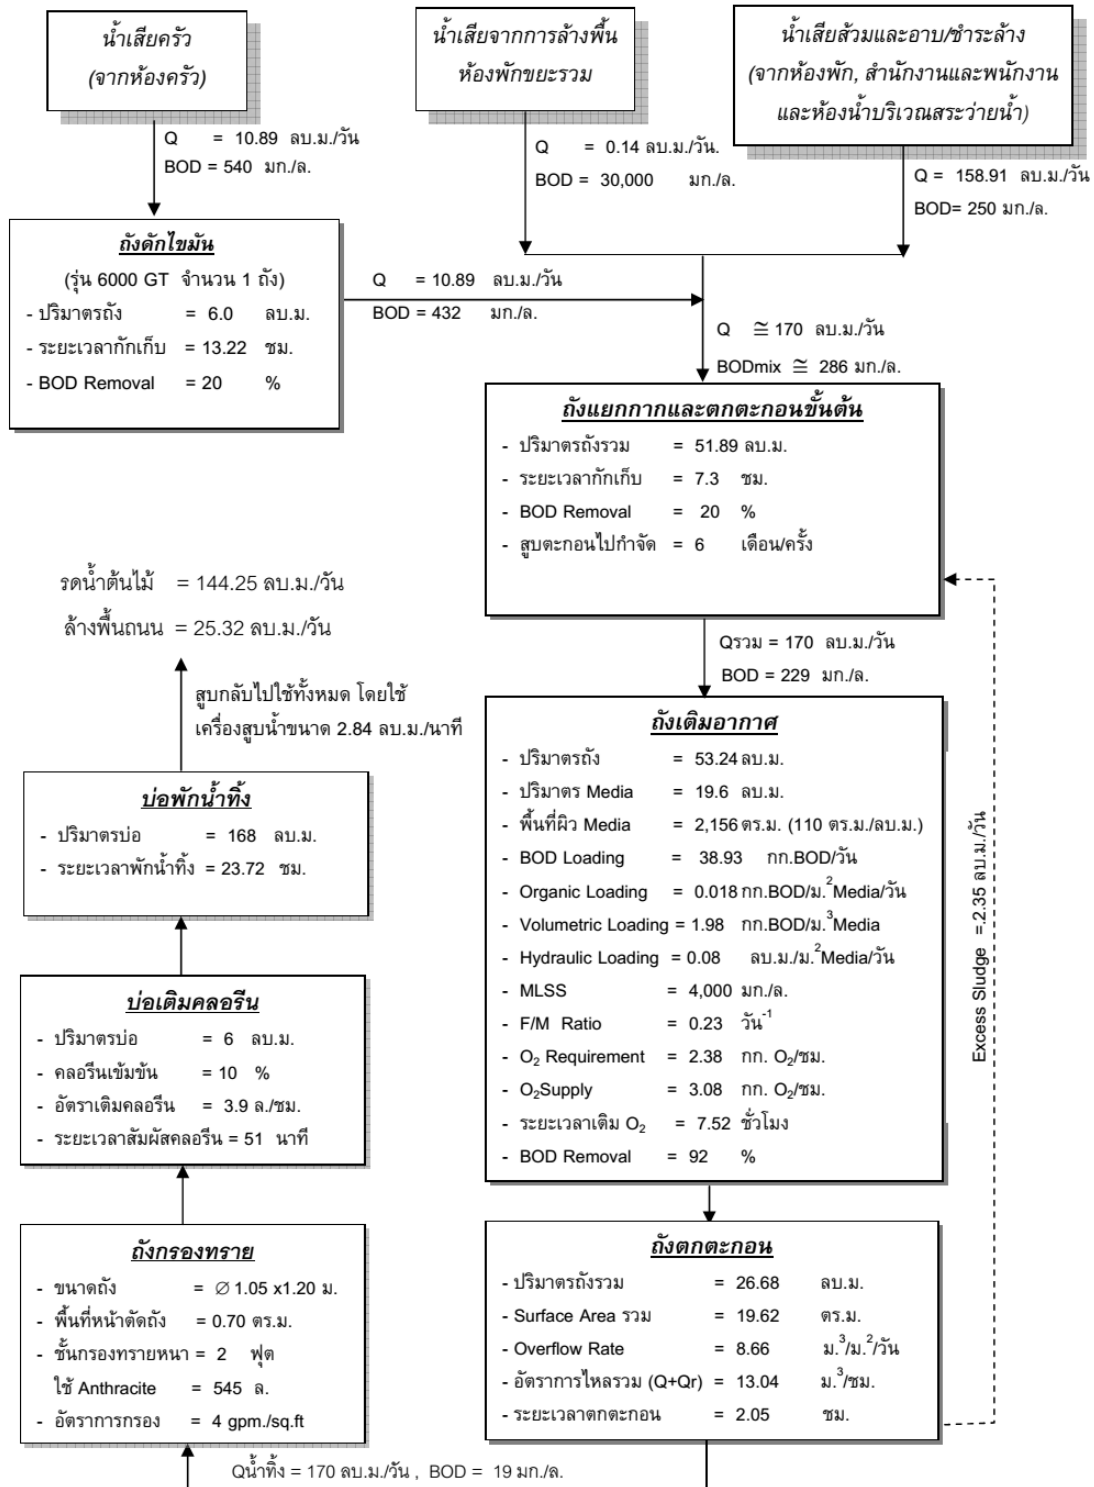 น้ำเสียครัว
(จากห้องครัว)
น้ำเสียจากการล้างพื้น
ห้องพักขยะรวม
น้ำเสียส้วมและอาบ/ชำระล้าง
(จากห้องพัก, สำนักงานและพนักงาน
และห้องน้ำบริเวณสระว่ายน้ำ)
Q = 10.89 ลบ.ม./วัน
BOD = 540 มก./ล.
Q = 0.14 ลบ.ม./วัน.
BOD = 30,000 มก./ล.
Q = 158.91 ลบ.ม./วัน
BOD= 250 มก./ล.
ถังดักไขมัน
(รุ่น 6000 GT จำนวน 1 ถัง)
- ปริมาตรถัง = 6.0 ลบ.ม.
- ระยะเวลากักเก็บ = 13.22 ชม.
- BOD Removal = 20 %
Q = 10.89 ลบ.ม./วัน
BOD = 432 มก./ล.
Q ≅ 170 ลบ.ม./วัน
BODmix ≅ 286 มก./ล.
ถังแยกกากและตกตะกอนขั้นต้น
- ปริมาตรถังรวม = 51.89 ลบ.ม.
- ระยะเวลากักเก็บ = 7.3 ชม.
- BOD Removal = 20 %
- สูบตะกอนไปกำจัด = 6 เดือน/ครั้ง
Qรวม = 170 ลบ.ม./วัน
BOD = 229 มก./ล.
ถังเติมอากาศ
- ปริมาตรถัง = 53.24 ลบ.ม.
- ปริมาตร Media = 19.6 ลบ.ม.
- พื้นที่ผิว Media = 2,156 ตร.ม. (110 ตร.ม./ลบ.ม.)
- BOD Loading = 38.93 กก.BOD/วัน
- Organic Loading = 0.018 กก.BOD/ม.²Media/วัน
- Volumetric Loading = 1.98 กก.BOD/ม.³Media
- Hydraulic Loading = 0.08 ลบ.ม./ม.²Media/วัน
- MLSS = 4,000 มก./ล.
- F/M Ratio = 0.23 วัน⁻¹
- O₂ Requirement = 2.38 กก. O₂/ชม.
- O₂Supply = 3.08 กก. O₂/ชม.
- ระยะเวลาเติม O₂ = 7.52 ชั่วโมง
- BOD Removal = 92 %
Excess Sludge =.2.35 ลบ.ม./วัน
ถังตกตะกอน
- ปริมาตรถังรวม = 26.68 ลบ.ม.
- Surface Area รวม = 19.62 ตร.ม.
- Overflow Rate = 8.66 ม.³/ม.²/วัน
- อัตราการไหลรวม (Q+Qr) = 13.04 ม.³/ชม.
- ระยะเวลาตกตะกอน = 2.05 ชม.
Qน้ำทิ้ง = 170 ลบ.ม./วัน , BOD = 19 มก./ล.
ถังกรองทราย
- ขนาดถัง = ∅ 1.05 x1.20 ม.
- พื้นที่หน้าตัดถัง = 0.70 ตร.ม.
- ชั้นกรองทรายหนา = 2 ฟุต
ใช้ Anthracite = 545 ล.
- อัตราการกรอง = 4 gpm./sq.ft
บ่อเติมคลอรีน
- ปริมาตรบ่อ = 6 ลบ.ม.
- คลอรีนเข้มข้น = 10 %
- อัตราเติมคลอรีน = 3.9 ล./ชม.
- ระยะเวลาสัมผัสคลอรีน = 51 นาที
บ่อพักน้ำทิ้ง
- ปริมาตรบ่อ = 168 ลบ.ม.
- ระยะเวลาพักน้ำทิ้ง = 23.72 ชม.
สูบกลับไปใช้ทั้งหมด โดยใช้
เครื่องสูบน้ำขนาด 2.84 ลบ.ม./นาที
รดน้ำต้นไม้ = 144.25 ลบ.ม./วัน
ล้างพื้นถนน = 25.32 ลบ.ม./วัน